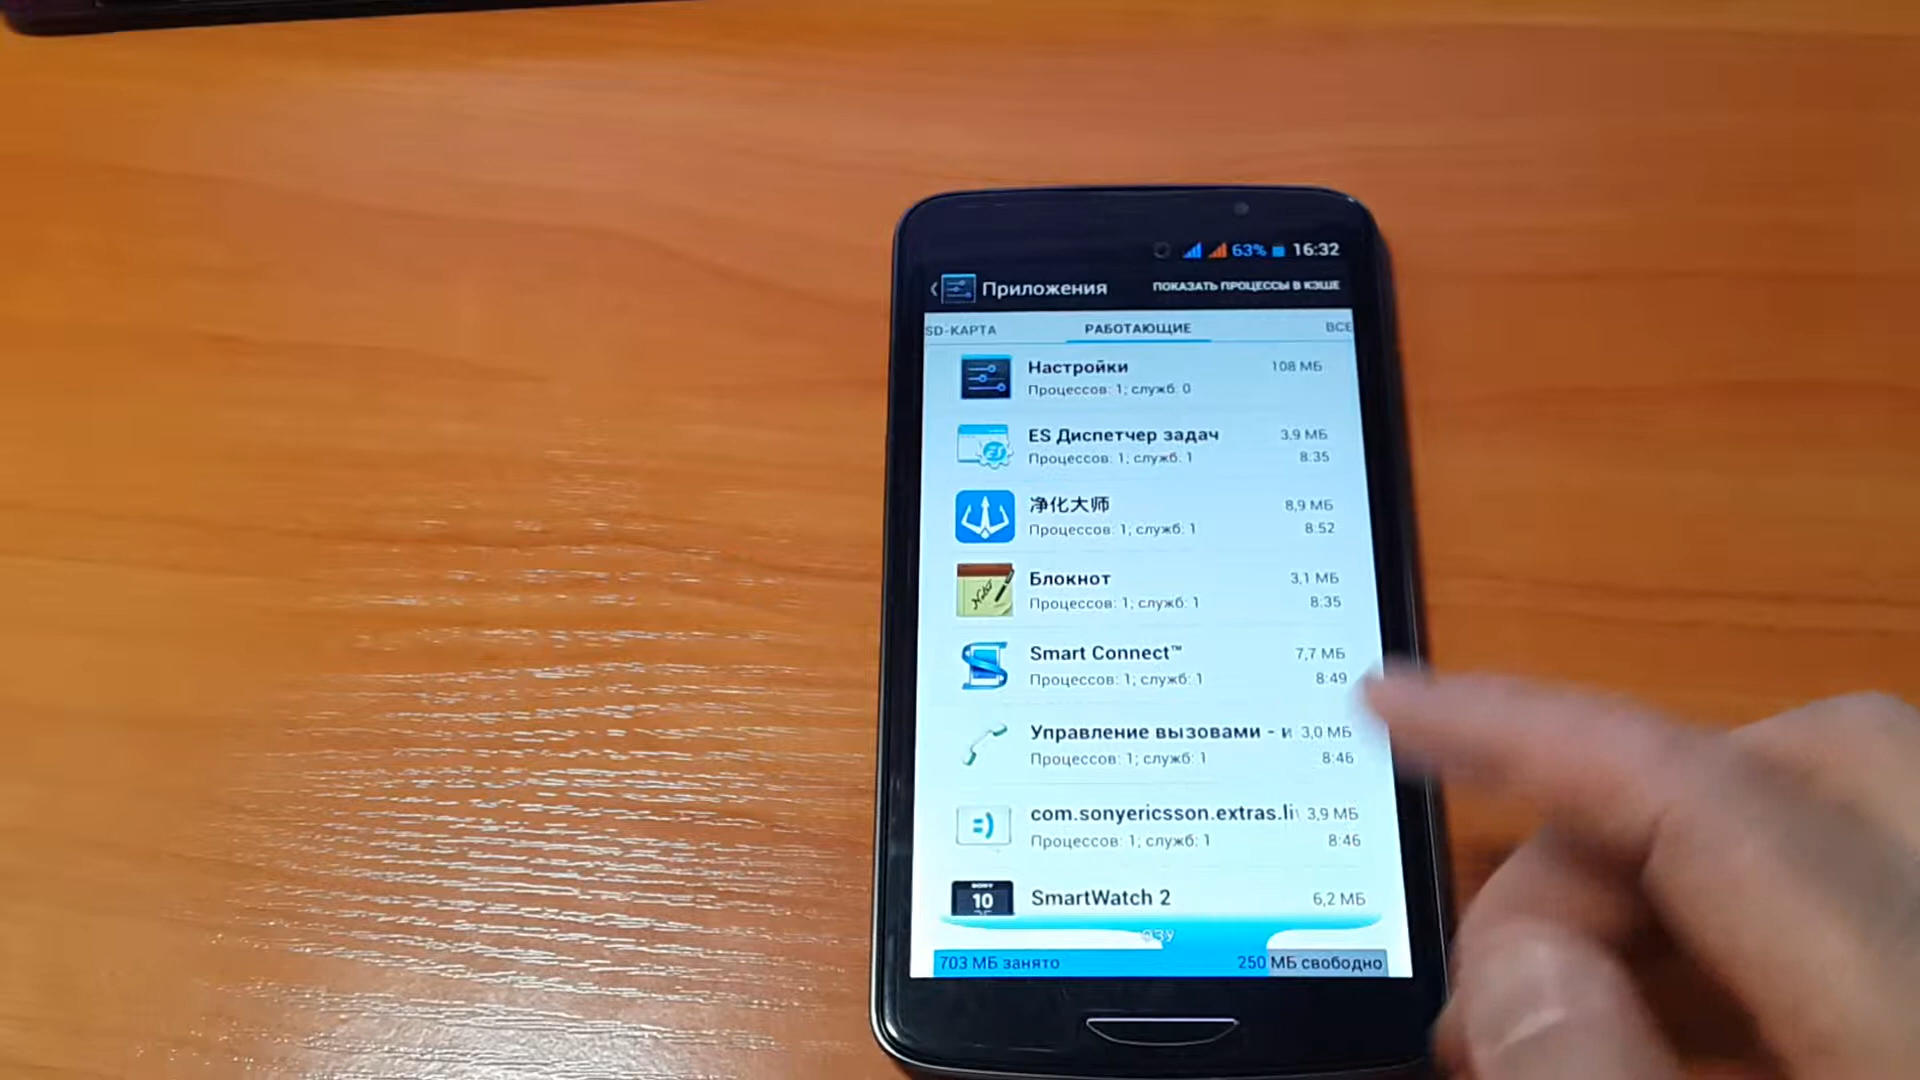 63% 16:32
Приложения ПОКАЗАТЬ ПРОЦЕССЫ В КЭШЕ
SD-КАРТА РАБОТАЮЩИЕ ВСЕ
Настройки 108 МБ
Процессов: 1; служб: 0
ES Диспетчер задач 3,9 МБ
Процессов: 1; служб: 1 8:35
净化大师 8,9 МБ
Процессов: 1; служб: 1 8:52
Блокнот 3,1 МБ
Процессов: 1; служб: 1 8:35
Smart Connect™ 7,7 МБ
Процессов: 1; служб: 1 8:49
Управление вызовами - и 3,0 МБ
Процессов: 1; служб: 1 8:46
com.sonyericsson.extras.li 3,9 МБ
Процессов: 1; служб: 1 8:46
SONY
10
SmartWatch 2 6,2 МБ
ОЗУ
703 МБ занято 250 МБ свободно